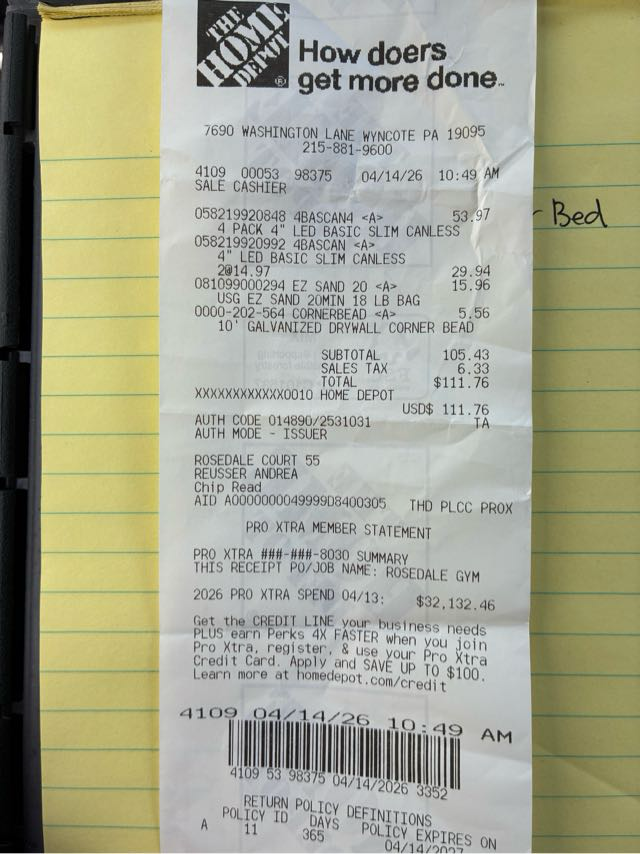 THE
HOME
DEPOT
®
How doers
get more done™
7690 WASHINGTON LANE WYNCOTE PA 19095
215-881-9600
4109 00053 98375 04/14/26 10:49 AM
SALE CASHIER
058219920848 4BASCAN4 <A> 53.97
4 PACK 4" LED BASIC SLIM CANLESS
058219920992 4BASCAN <A>
4" LED BASIC SLIM CANLESS
2@14.97 29.94
081099000294 EZ SAND 20 <A> 15.96
USG EZ SAND 20MIN 18 LB BAG
0000-202-564 CORNERBEAD <A> 5.56
10' GALVANIZED DRYWALL CORNER BEAD
SUBTOTAL 105.43
SALES TAX 6.33
TOTAL $111.76
XXXXXXXXXXXX0010 HOME DEPOT
USD$ 111.76
AUTH CODE 014890/2531031 TA
AUTH MODE - ISSUER
ROSEDALE COURT 55
REUSSER ANDREA
Chip Read
AID A0000000049999D8400305 THD PLCC PROX
PRO XTRA MEMBER STATEMENT
PRO XTRA ###-###-8030 SUMMARY
THIS RECEIPT PO/JOB NAME: ROSEDALE GYM
2026 PRO XTRA SPEND 04/13: $32,132.46
Get the CREDIT LINE your business needs
PLUS earn Perks 4X FASTER when you join
Pro Xtra, register, & use your Pro Xtra
Credit Card. Apply and SAVE UP TO $100.
Learn more at homedepot.com/credit
4109 04/14/26 10:49 AM
4109 53 98375 04/14/2026 3352
RETURN POLICY DEFINITIONS
POLICY ID DAYS POLICY EXPIRES ON
A 11 365 04/14/2027
Bed